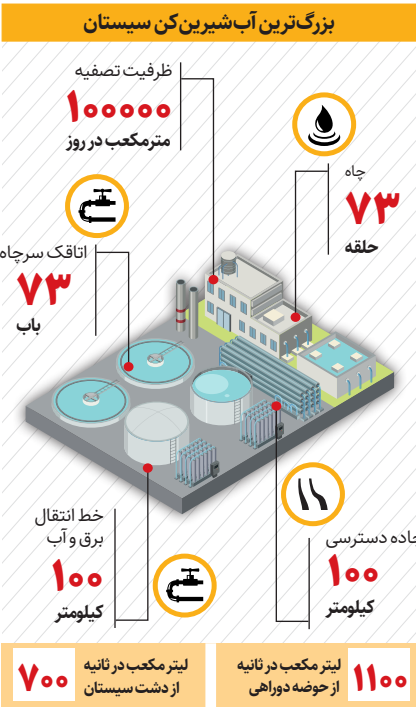 بزرگ‌ترین آب‌شیرین‌کن سیستان
ظرفیت تصفیه
۱۰۰۰۰۰
مترمکعب در روز
چاه
۷۳
حلقه
اتاقک سرچاه
۷۳
باب
جاده دسترسی
۱۰۰
کیلومتر
خط انتقال
برق و آب
۱۰۰
کیلومتر
۱۱۰۰
لیتر مکعب در ثانیه
از حوضه دوراهی
۷۰۰
لیتر مکعب در ثانیه
از دشت سیستان